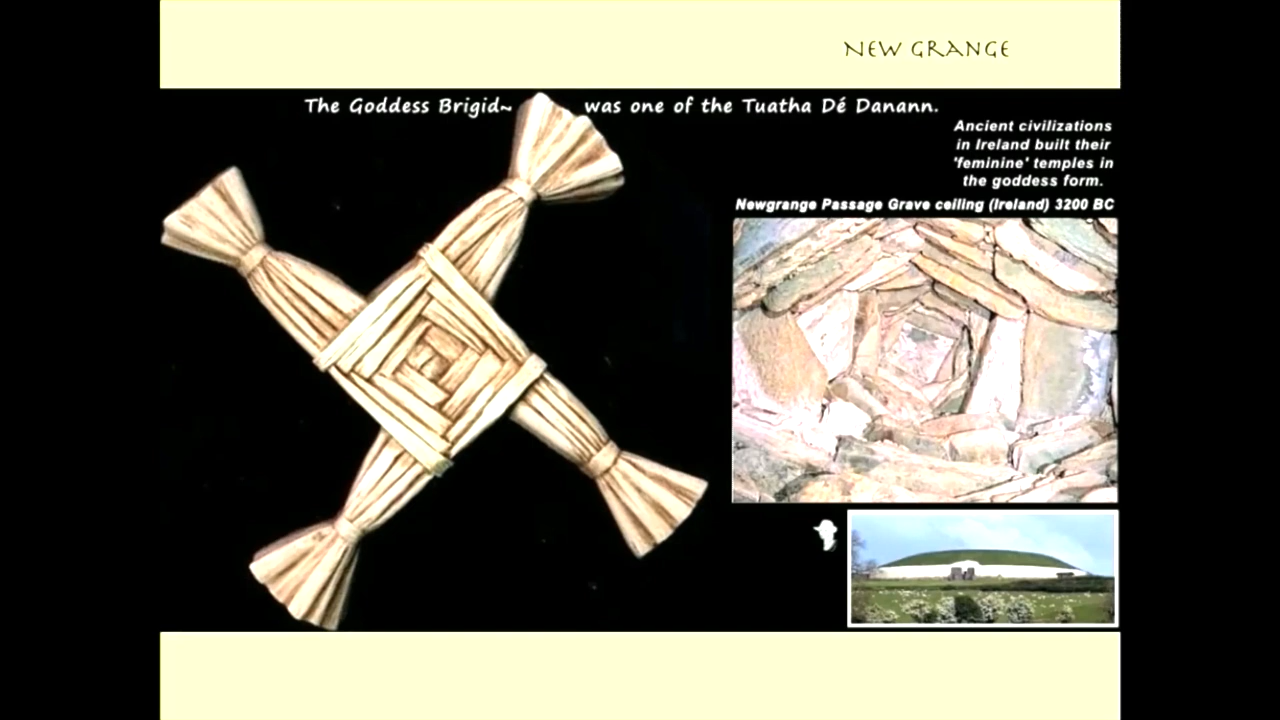 NEW GRANGE
The Goddess Brigid~ was one of the Tuatha Dé Danann.
Ancient civilizations
in Ireland built their
'feminine' temples in
the goddess form.
Newgrange Passage Grave ceiling (Ireland) 3200 BC